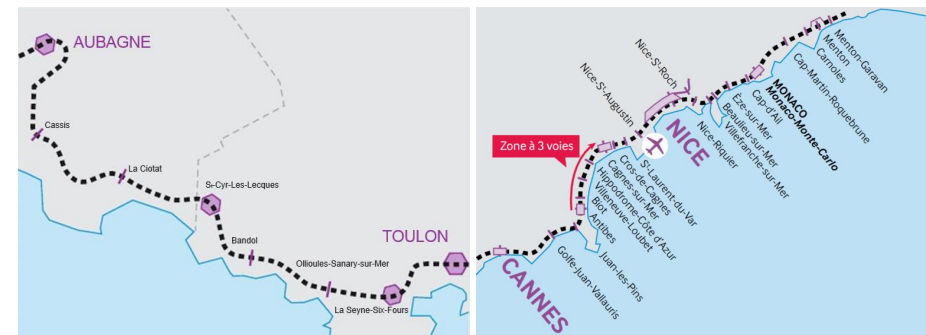 AUBAGNE
Cassis
La Ciotat
St-Cyr-Les-Lecques
Bandol
Ollioules-Sanary-sur-Mer
La Seyne-Six-Fours
TOULON
CANNES
Golfe-Juan-Vallauris
Juan-les-Pins
Antibes
Biot
Villeneuve-Loubet
Hippodrome-Côte d'Azur
Cagnes-sur-Mer
Cros-de-Cagnes
St-Laurent-du-Var
Zone à 3 voies
Nice-St-Augustin
NICE
Nice-St-Roch
Nice-Riquier
Villefranche-sur-Mer
Beaulieu-sur-Mer
Èze-sur-Mer
Cap-d'Ail
MONACO
Monaco-Monte-Carlo
Cap-Martin-Roquebrune
Carnoles
Menton
Menton-Garavan